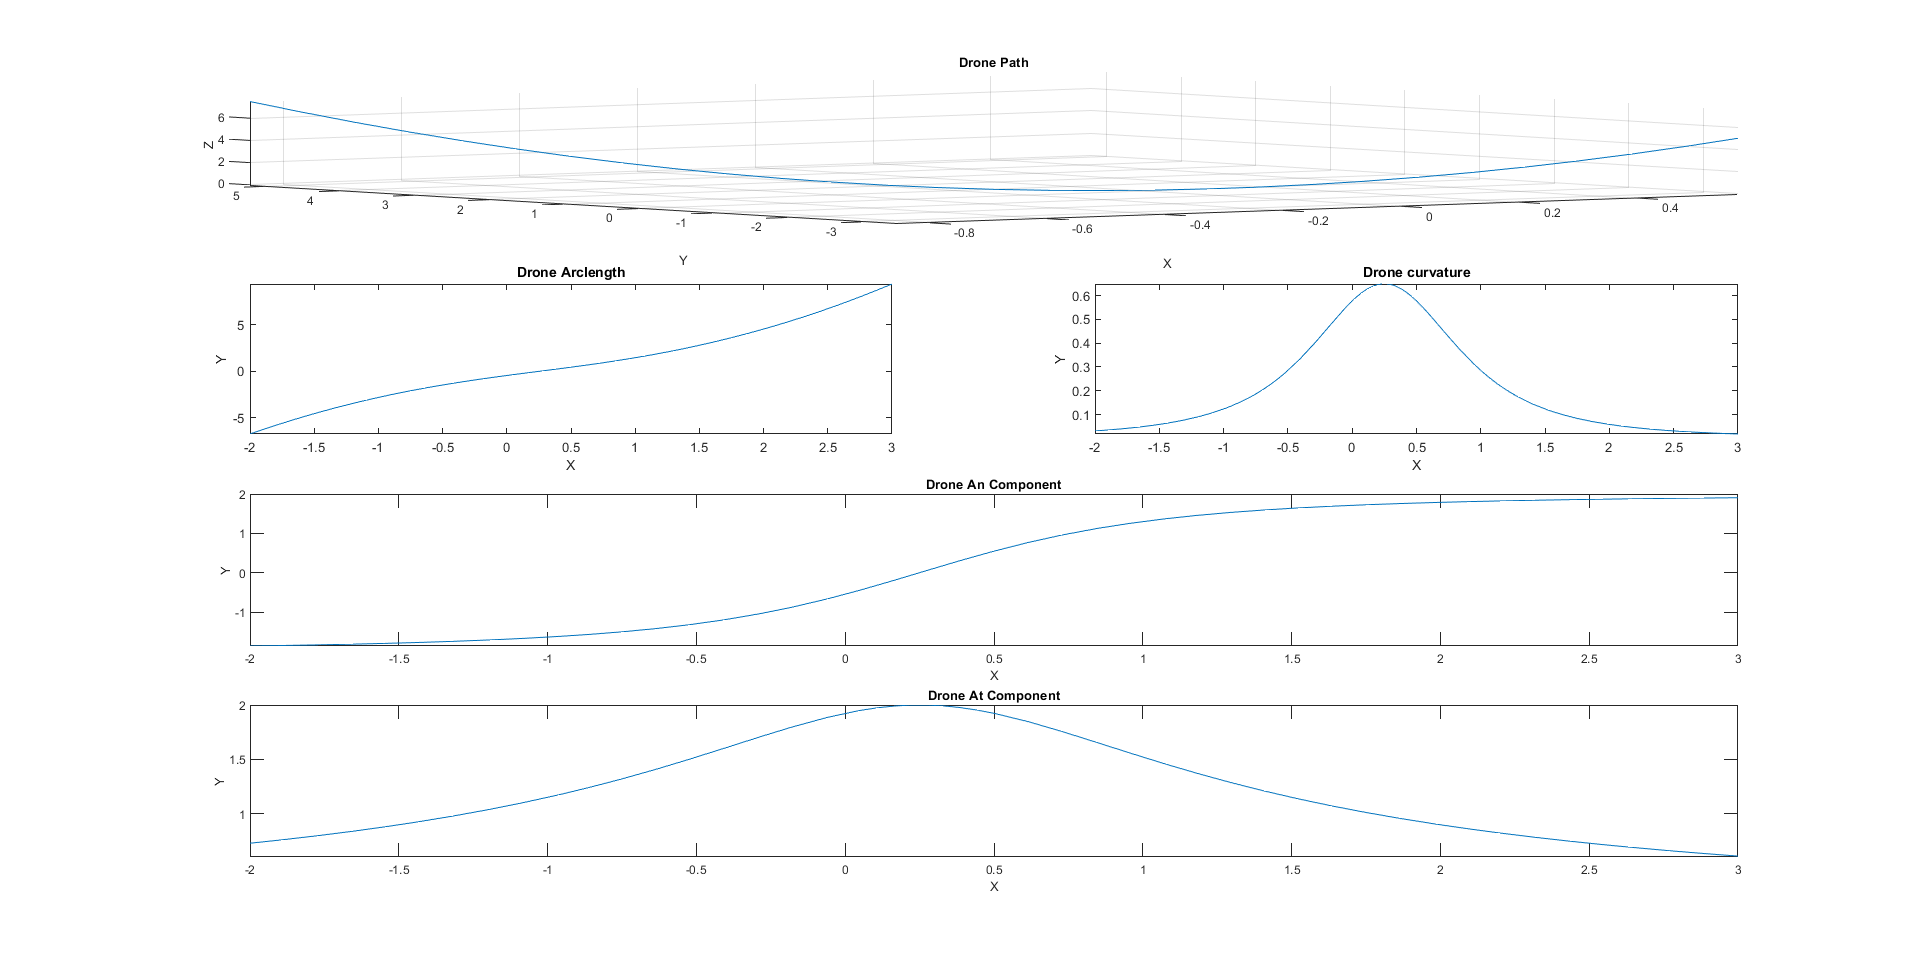 Drone Path
6
4
2
0
Z
5 4 3 2 1 0 -1 -2 -3
-0.8 -0.6 -0.4 -0.2 0 0.2 0.4
Y
X
Drone Arclength
5
0
-5
Y
-2 -1.5 -1 -0.5 0 0.5 1 1.5 2 2.5 3
X
Drone curvature
0.6
0.5
0.4
0.3
0.2
0.1
Y
-2 -1.5 -1 -0.5 0 0.5 1 1.5 2 2.5 3
X
Drone An Component
2
1
0
-1
Y
-2 -1.5 -1 -0.5 0 0.5 1 1.5 2 2.5 3
X
Drone At Component
2
1.5
1
Y
-2 -1.5 -1 -0.5 0 0.5 1 1.5 2 2.5 3
X